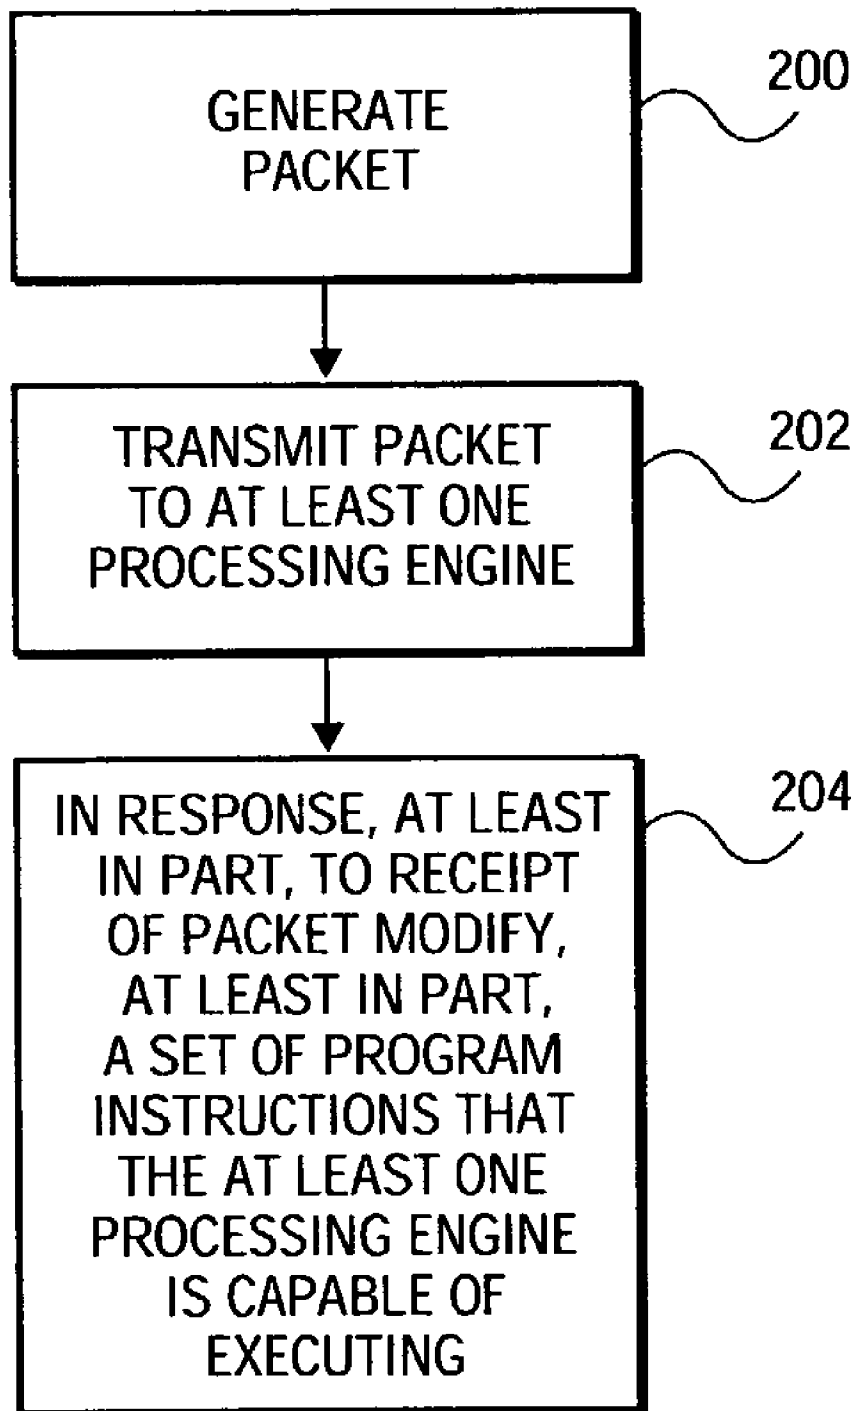 GENERATE
PACKET
200
TRANSMIT PACKET
TO AT LEAST ONE
PROCESSING ENGINE
202
IN RESPONSE, AT LEAST
IN PART, TO RECEIPT
OF PACKET MODIFY,
AT LEAST IN PART,
A SET OF PROGRAM
INSTRUCTIONS THAT
THE AT LEAST ONE
PROCESSING ENGINE
IS CAPABLE OF
EXECUTING
204